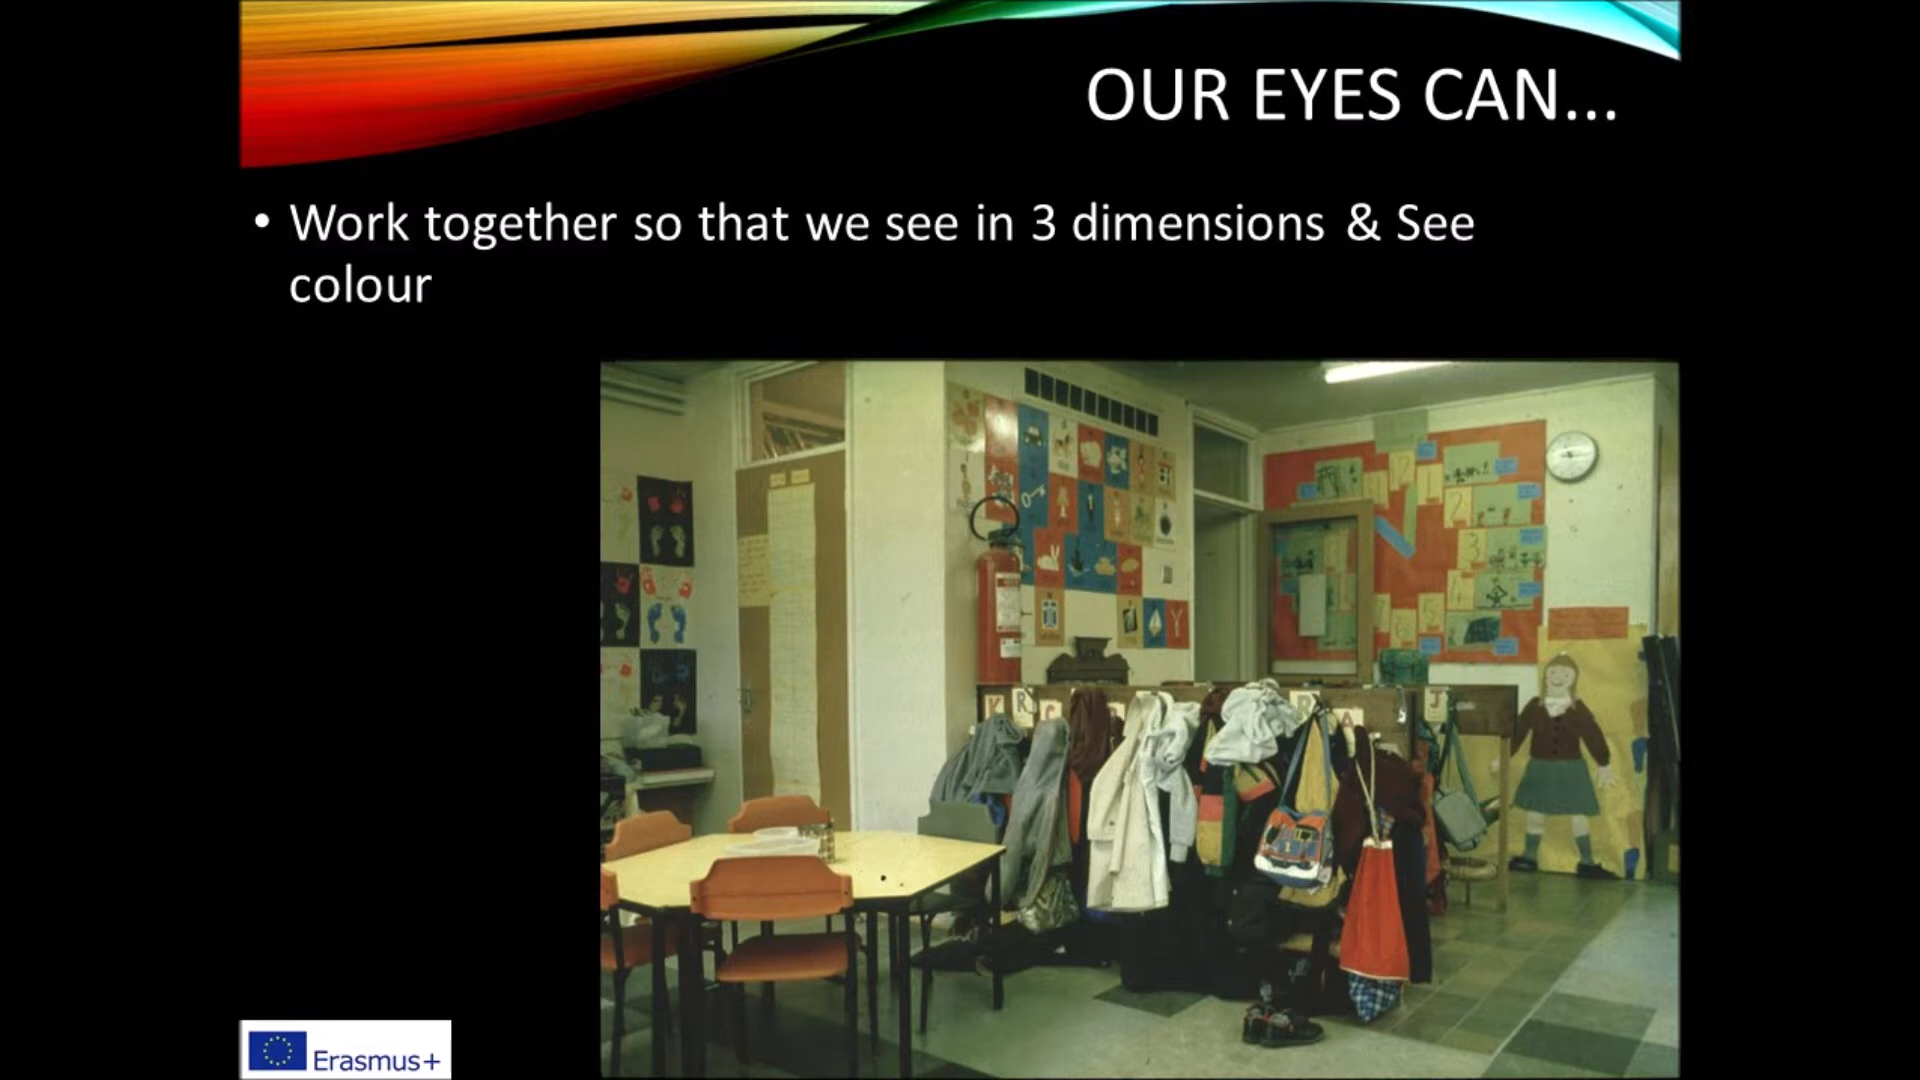 OUR EYES CAN...
• Work together so that we see in 3 dimensions & See
colour
K R C R A J
Erasmus+